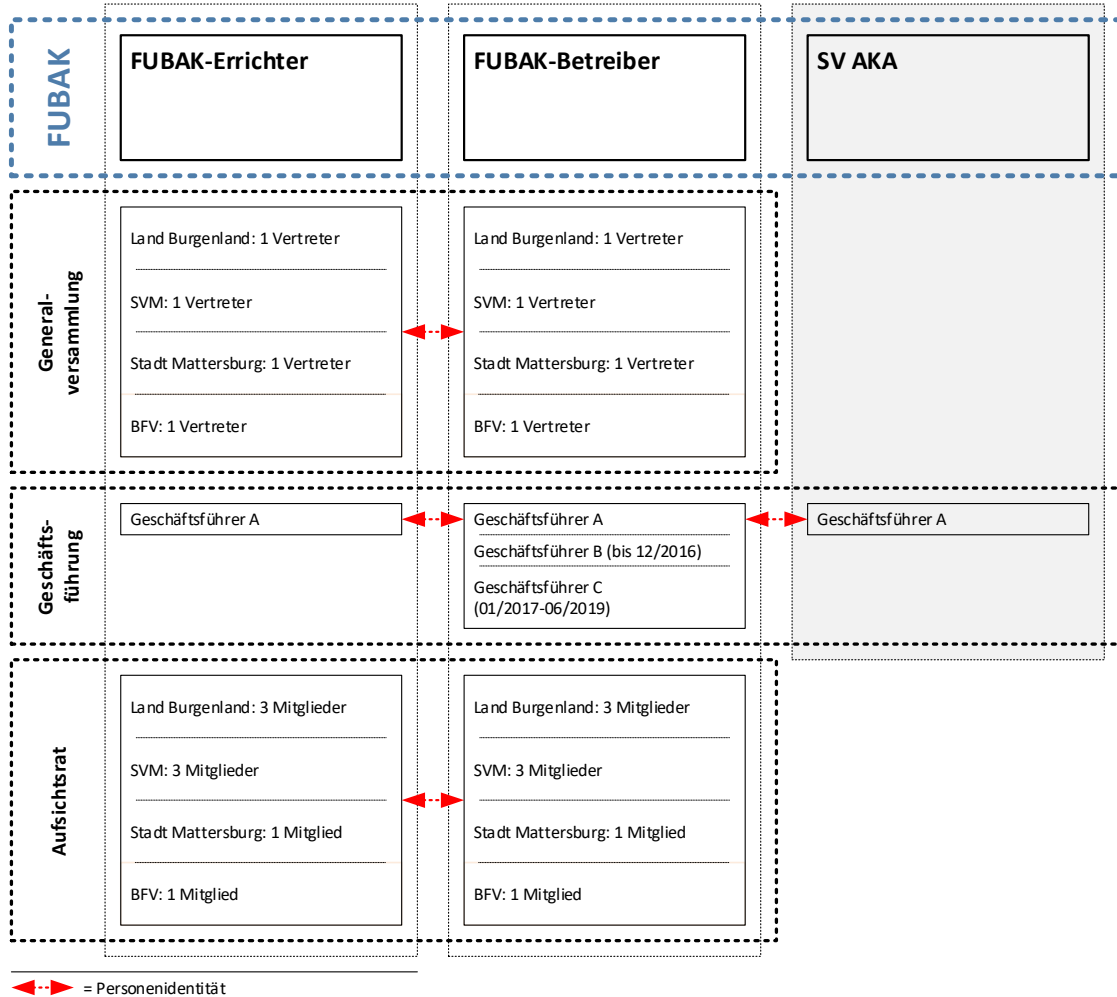 FUBAK
FUBAK-Errichter
FUBAK-Betreiber
SV AKA
General-
versammlung
Land Burgenland: 1 Vertreter
SVM: 1 Vertreter
Stadt Mattersburg: 1 Vertreter
BFV: 1 Vertreter
Land Burgenland: 1 Vertreter
SVM: 1 Vertreter
Stadt Mattersburg: 1 Vertreter
BFV: 1 Vertreter
Geschäfts-
führung
Geschäftsführer A
Geschäftsführer A
Geschäftsführer B (bis 12/2016)
Geschäftsführer C
(01/2017-06/2019)
Geschäftsführer A
Aufsichtsrat
Land Burgenland: 3 Mitglieder
SVM: 3 Mitglieder
Stadt Mattersburg: 1 Mitglied
BFV: 1 Mitglied
Land Burgenland: 3 Mitglieder
SVM: 3 Mitglieder
Stadt Mattersburg: 1 Mitglied
BFV: 1 Mitglied
= Personenidentität